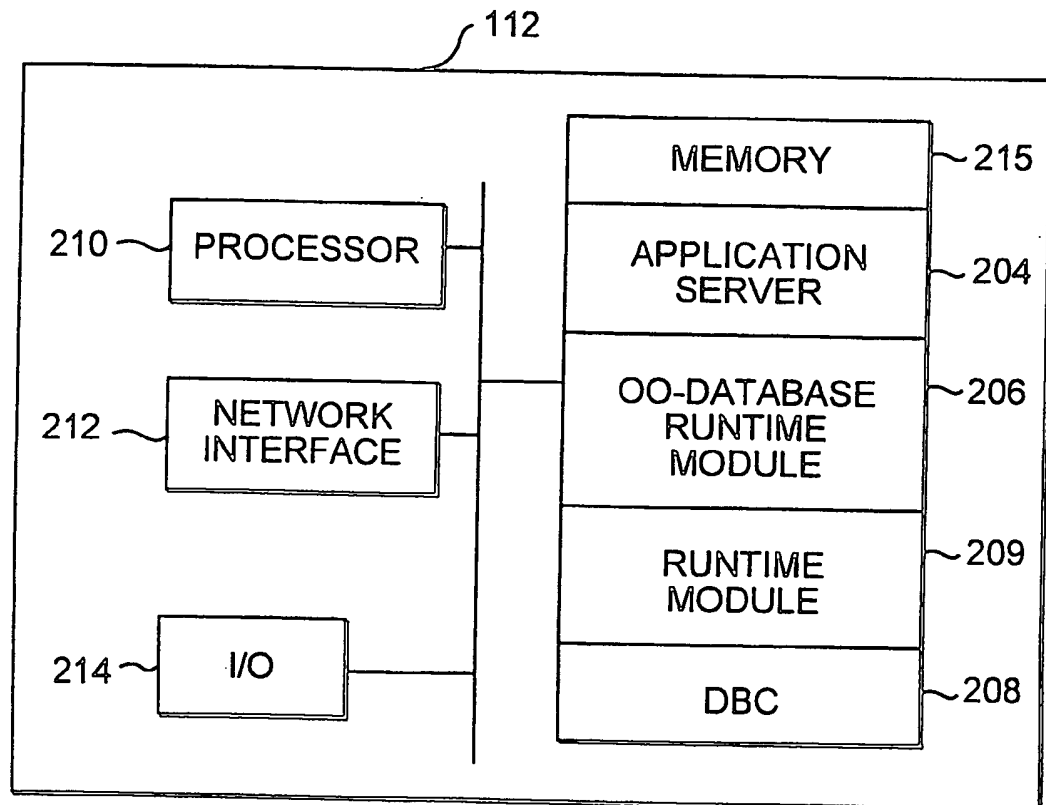 112
210
PROCESSOR
212
NETWORK
INTERFACE
214
I/O
MEMORY
215
APPLICATION
SERVER
204
OO-DATABASE
RUNTIME
MODULE
206
RUNTIME
MODULE
209
DBC
208